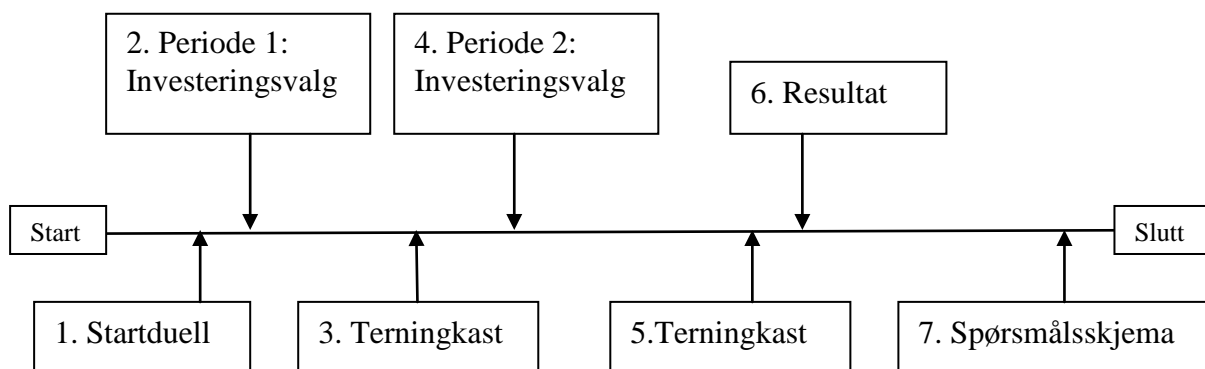 2. Periode 1:
Investeringsvalg
4. Periode 2:
Investeringsvalg
6. Resultat
Start
Slutt
1. Startduell
3. Terningkast
5.Terningkast
7. Spørsmålsskjema